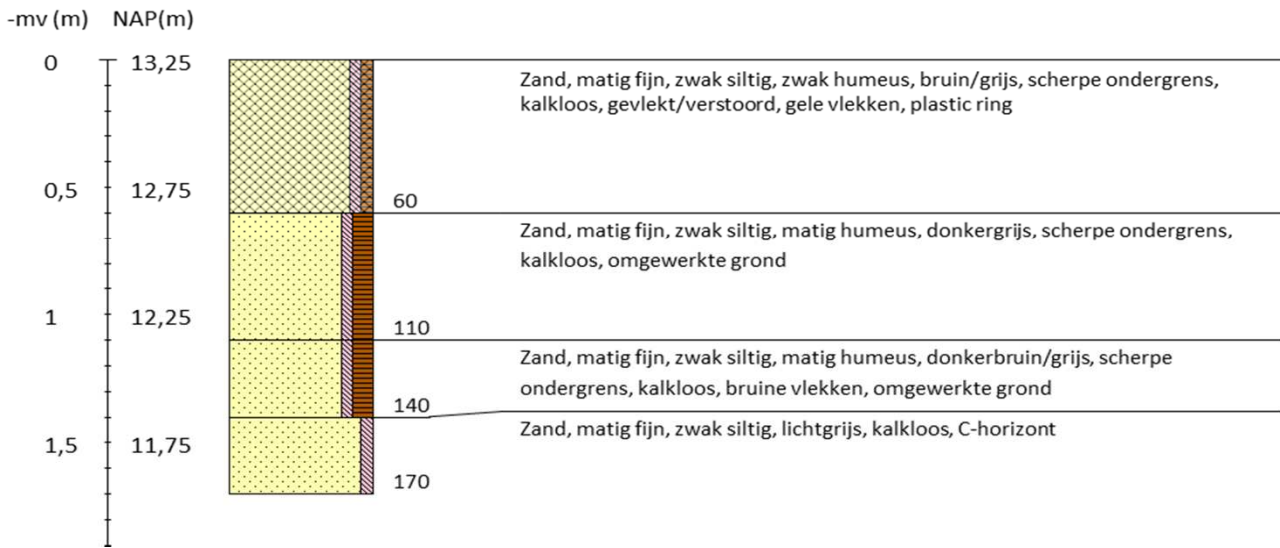 -mv (m) NAP(m)
0 13,25
Zand, matig fijn, zwak siltig, zwak humeus, bruin/grijs, scherpe ondergrens,
kalkloos, gevlekt/verstoord, gele vlekken, plastic ring
0,5 12,75
60
Zand, matig fijn, zwak siltig, matig humeus, donkergrijs, scherpe ondergrens,
kalkloos, omgewerkte grond
1 12,25
110
Zand, matig fijn, zwak siltig, matig humeus, donkerbruin/grijs, scherpe
ondergrens, kalkloos, bruine vlekken, omgewerkte grond
140
Zand, matig fijn, zwak siltig, lichtgrijs, kalkloos, C-horizont
1,5 11,75
170